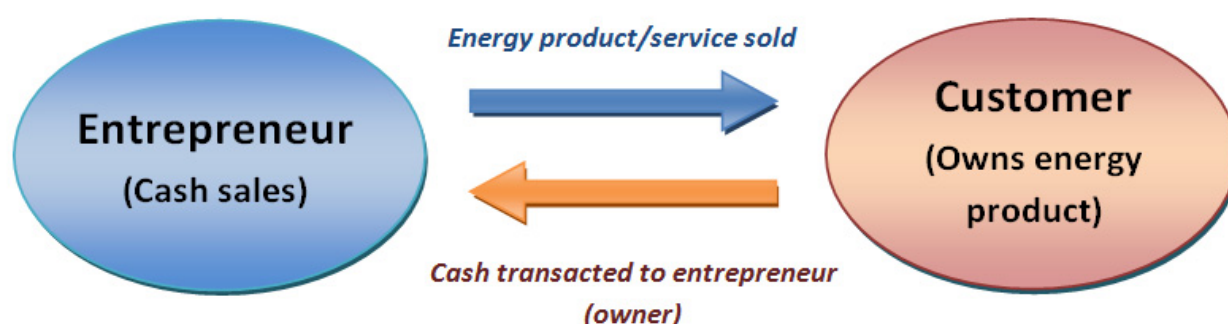 Energy product/service sold
Entrepreneur
(Cash sales)
Customer
(Owns energy
product)
Cash transacted to entrepreneur
(owner)